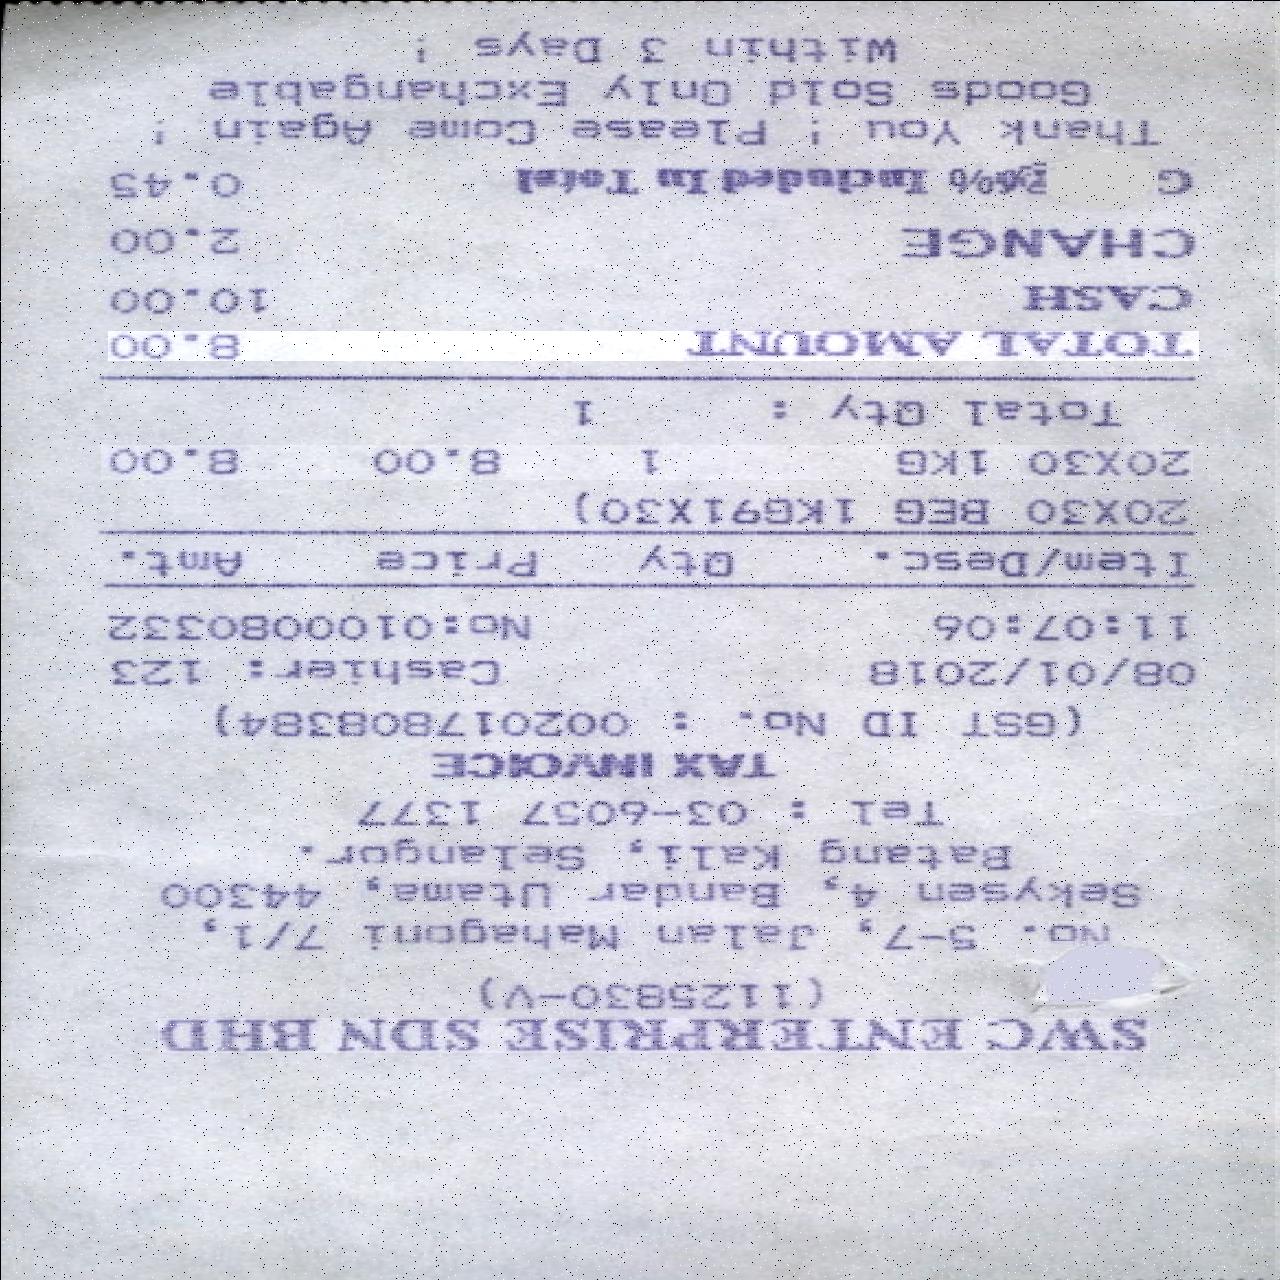 SWC ENTERPRISE SDN BHD
(1125830-V)
No. 5-7, Jalan Mahagoni 7/1,
Sekysen 4, Bandar Utama, 44300
Batang Kali, Selangor.
Tel : 03-6057 1377
TAX INVOICE
(GST ID No. : 002017808384)
08/01/2018 Cashier: 123
11:07:06 No:0100080332
Item/Desc. Qty Price Amt.
20X30 BEG 1KG91X30)
20X30 1KG 1 8.00 8.00
Total Qty : 1
TOTAL AMOUNT 8.00
CASH 10.00
CHANGE 2.00
Included In Total 0.45
Thank You ; Please Come Again ;
Goods Sold Only Exchangable
Within 3 Days ;